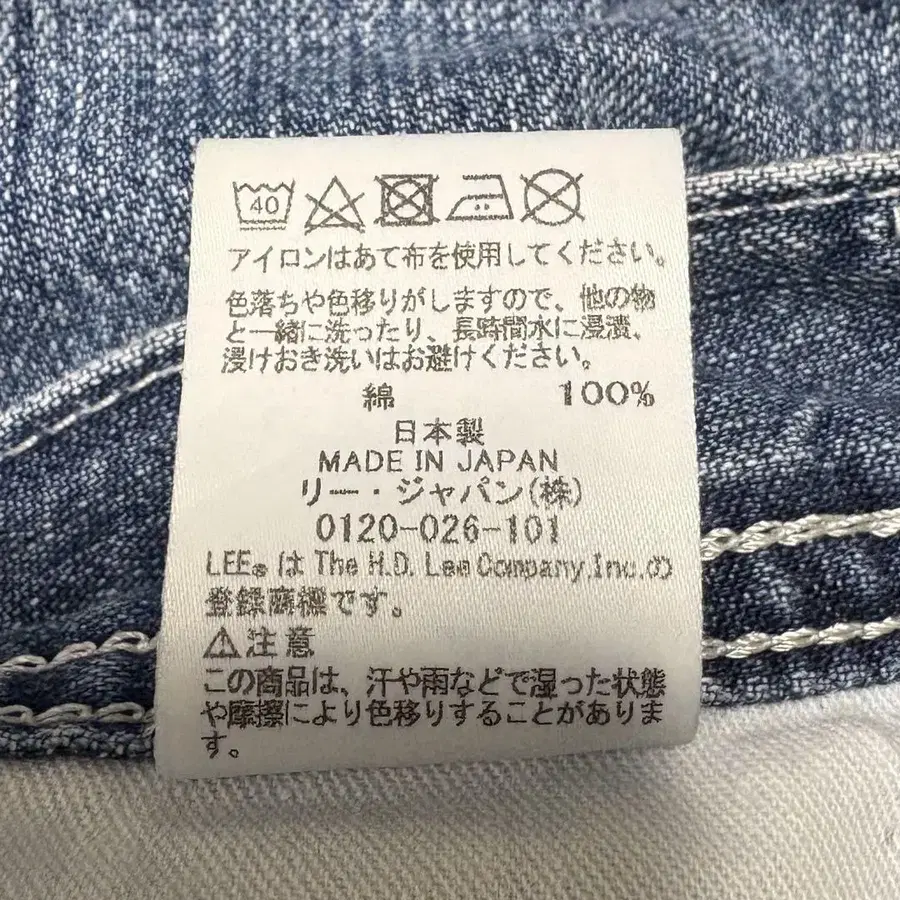 40
アイロンはあて布を使用してください。
色落ちや色移りがしますので、他の物
と一緒に洗ったり、長時間水に浸漬、
浸けおき洗いはお避けください。
綿 100%
日本製
MADE IN JAPAN
リー・ジャパン(株)
0120-026-101
LEE®は The H.D. Lee Company,Inc.の
登録商標です。
注意
この商品は、汗や雨などで湿った状態
や摩擦により色移りすることがありま
す。